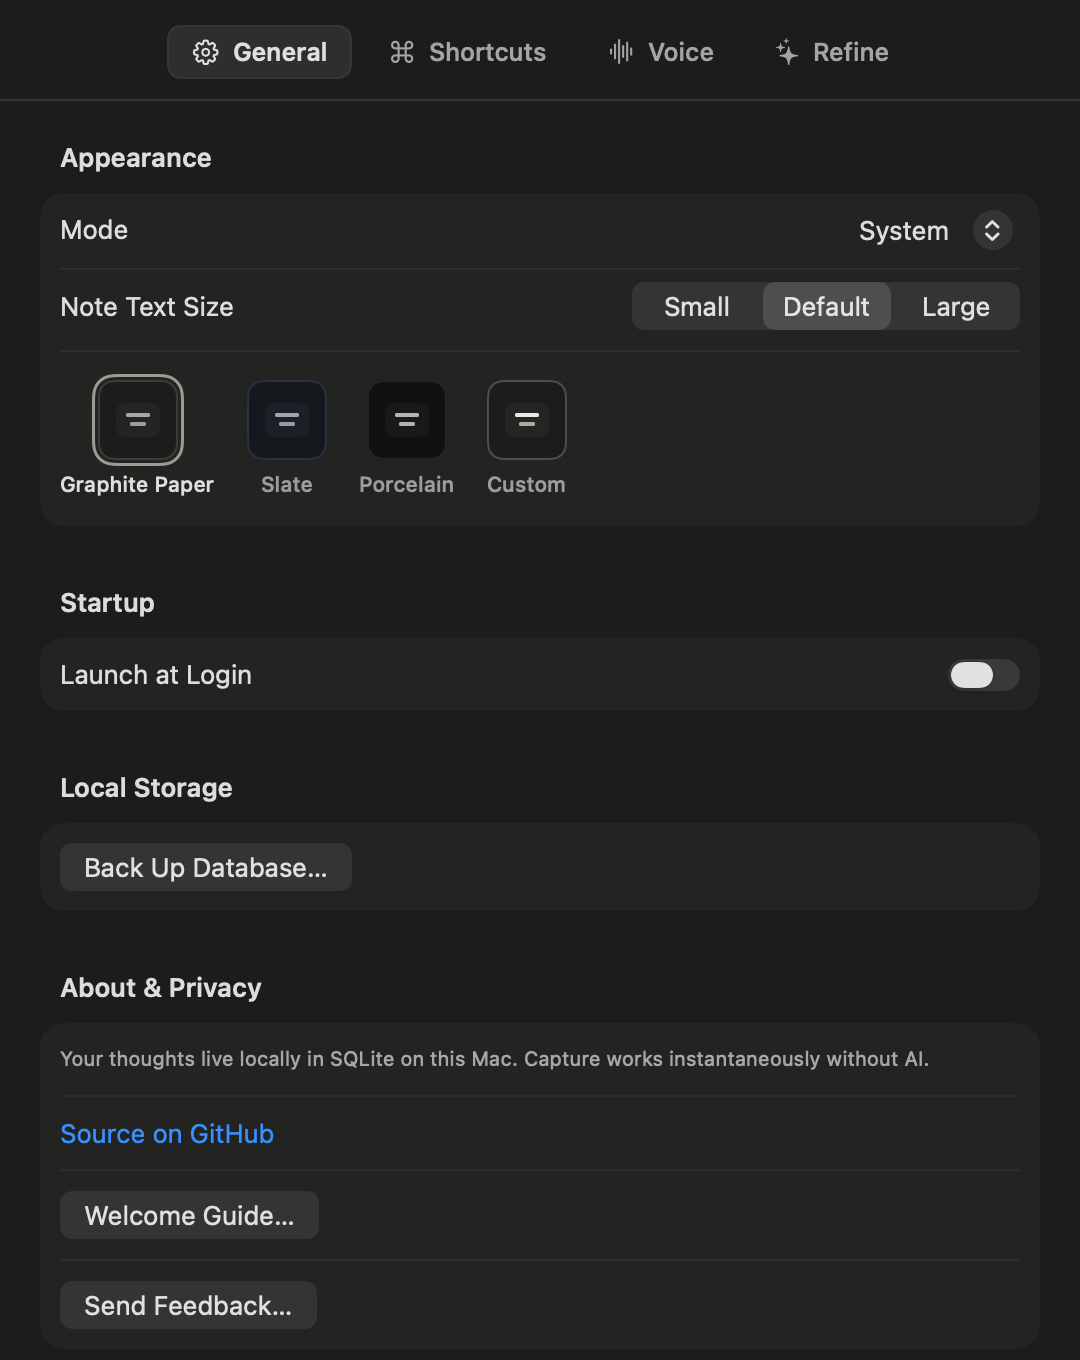 General
Shortcuts
Voice
Refine
Appearance
Mode
System
Note Text Size
Small
Default
Large
Graphite Paper
Slate
Porcelain
Custom
Startup
Launch at Login
Local Storage
Back Up Database...
About & Privacy
Your thoughts live locally in SQLite on this Mac. Capture works instantaneously without AI.
Source on GitHub
Welcome Guide...
Send Feedback...